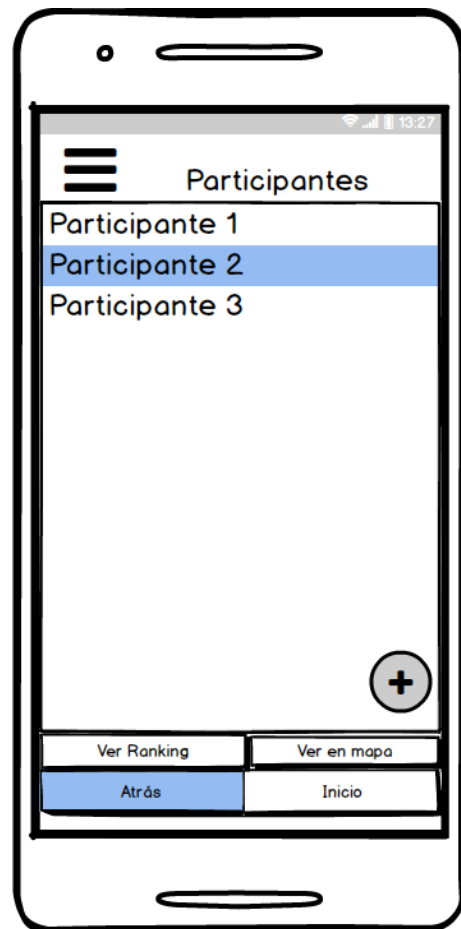 13:27
Participantes
Participante 1
Participante 2
Participante 3
Ver Ranking Ver en mapa
Atrás Inicio